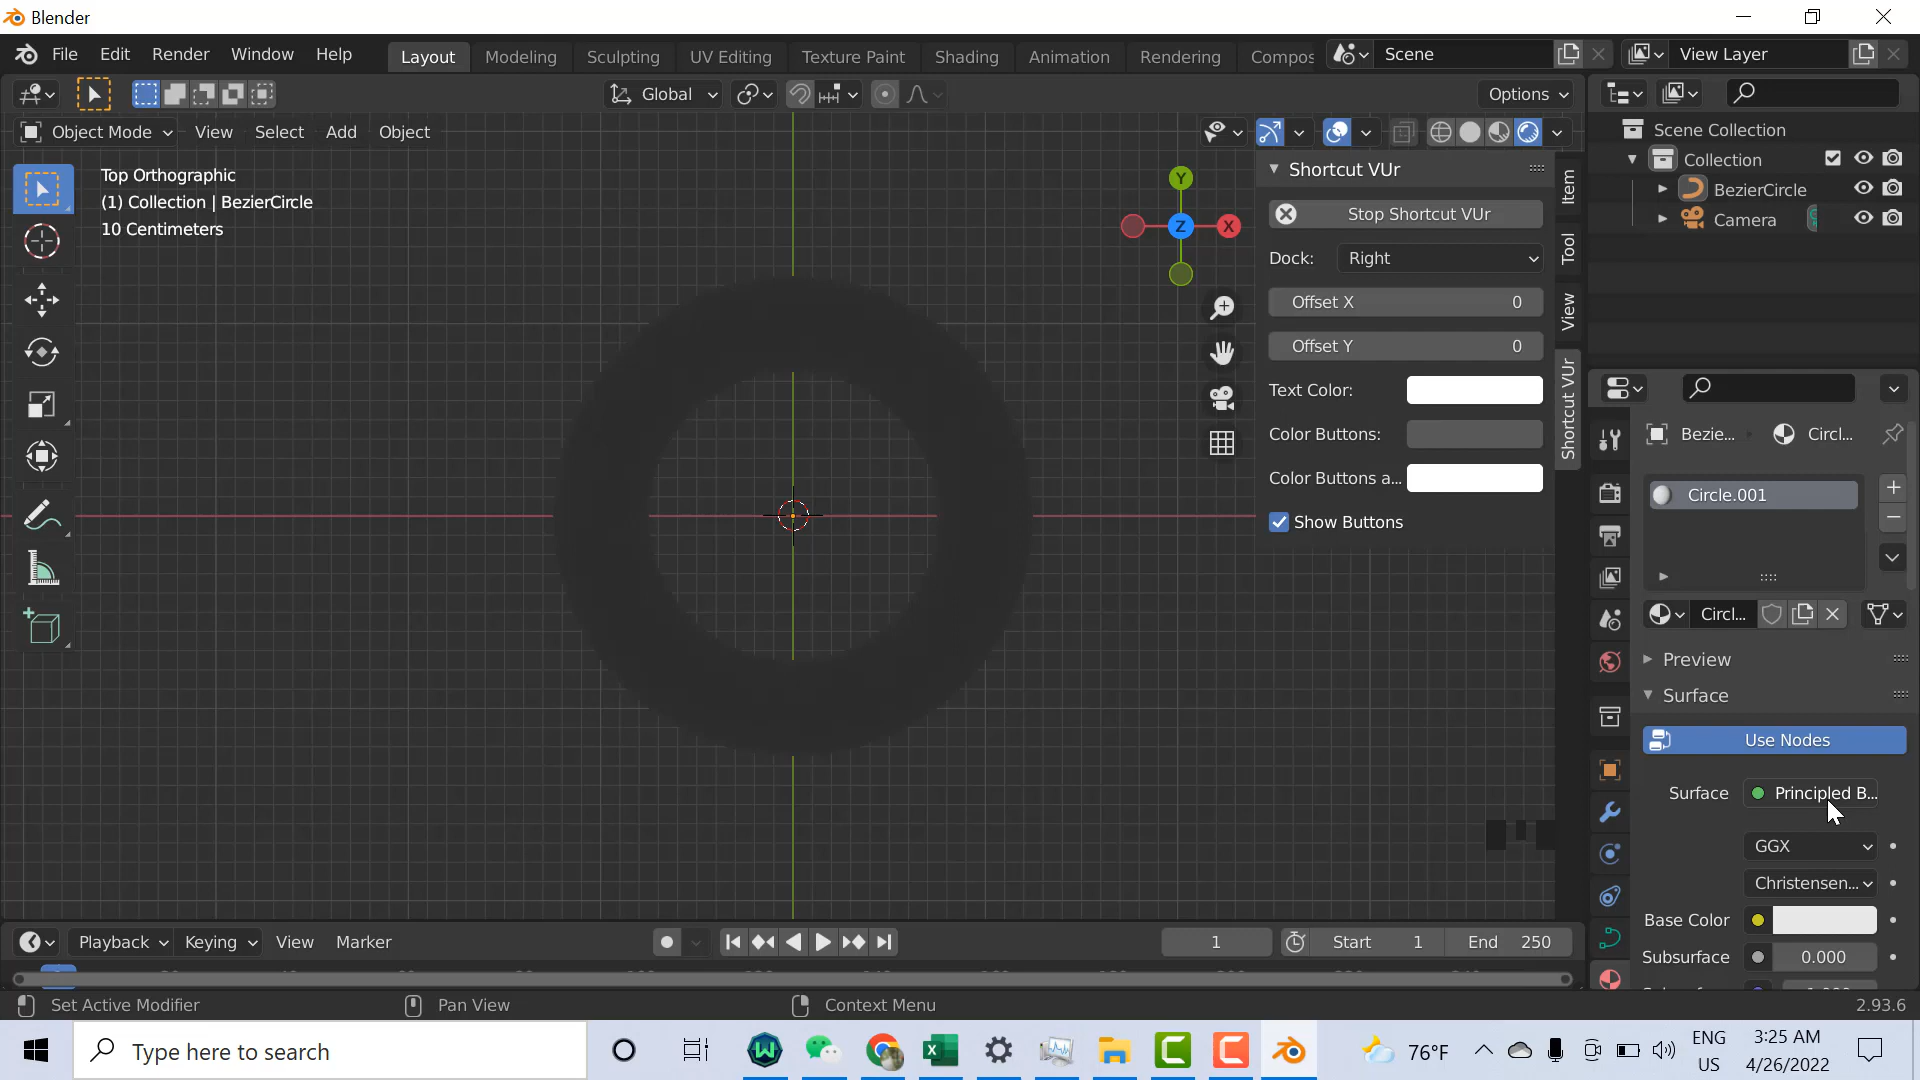 Blender
File Edit Render Window Help
Layout Modeling Sculpting UV Editing Texture Paint Shading Animation Rendering Compos
Scene
View Layer
Global
Options
Object Mode View Select Add Object
Top Orthographic
(1) Collection | BezierCircle
10 Centimeters
Y
X
Z
Shortcut VUr
Stop Shortcut VUr
Dock: Right
Offset X 0
Offset Y 0
Text Color:
Color Buttons:
Color Buttons a...
Show Buttons
Item
Tool
View
Shortcut VUr
Scene Collection
Collection
BezierCircle
Camera
Bezie... Circl...
Circle.001
Circl...
Preview
Surface
Use Nodes
Surface Principled B...
GGX
Christensen...
Base Color
Subsurface 0.000
Playback Keying View Marker
1
Start 1
End 250
Set Active Modifier
Pan View
Context Menu
2.93.6
Type here to search
76°F
ENG
US
3:25 AM
4/26/2022